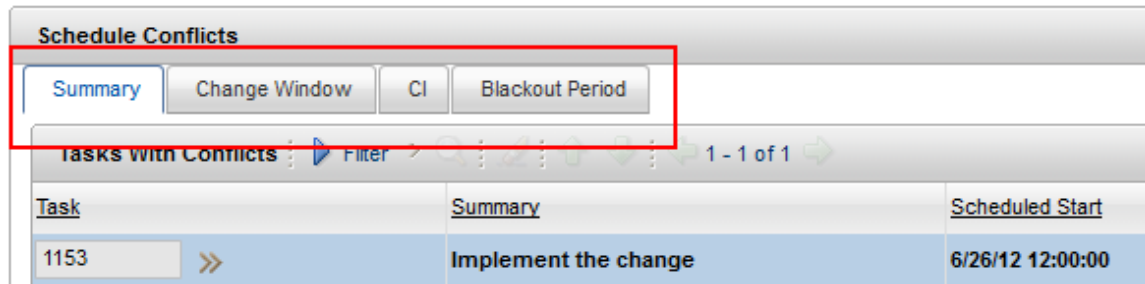 Schedule Conflicts
Summary Change Window CI Blackout Period
Tasks With Conflicts Filter 1 - 1 of 1
Task Summary Scheduled Start
1153 Implement the change 6/26/12 12:00:00